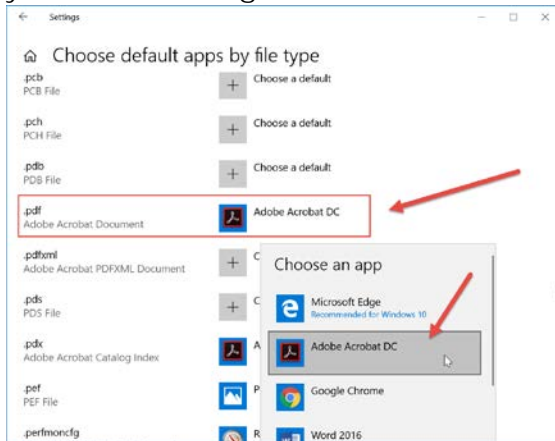 Settings
Choose default apps by file type
.pcb
PCB File
Choose a default
.pch
PCH File
Choose a default
.pdb
PDB File
Choose a default
.pdf
Adobe Acrobat Document
Adobe Acrobat DC
.pdfxml
Adobe Acrobat PDFXML Document
C
Choose an app
.pds
PDS File
C
Microsoft Edge
Recommended for Windows 10
.pdx
Adobe Acrobat Catalog Index
A
Adobe Acrobat DC
.pef
PEF File
P
Google Chrome
.perfmoncfg
R
Word 2016